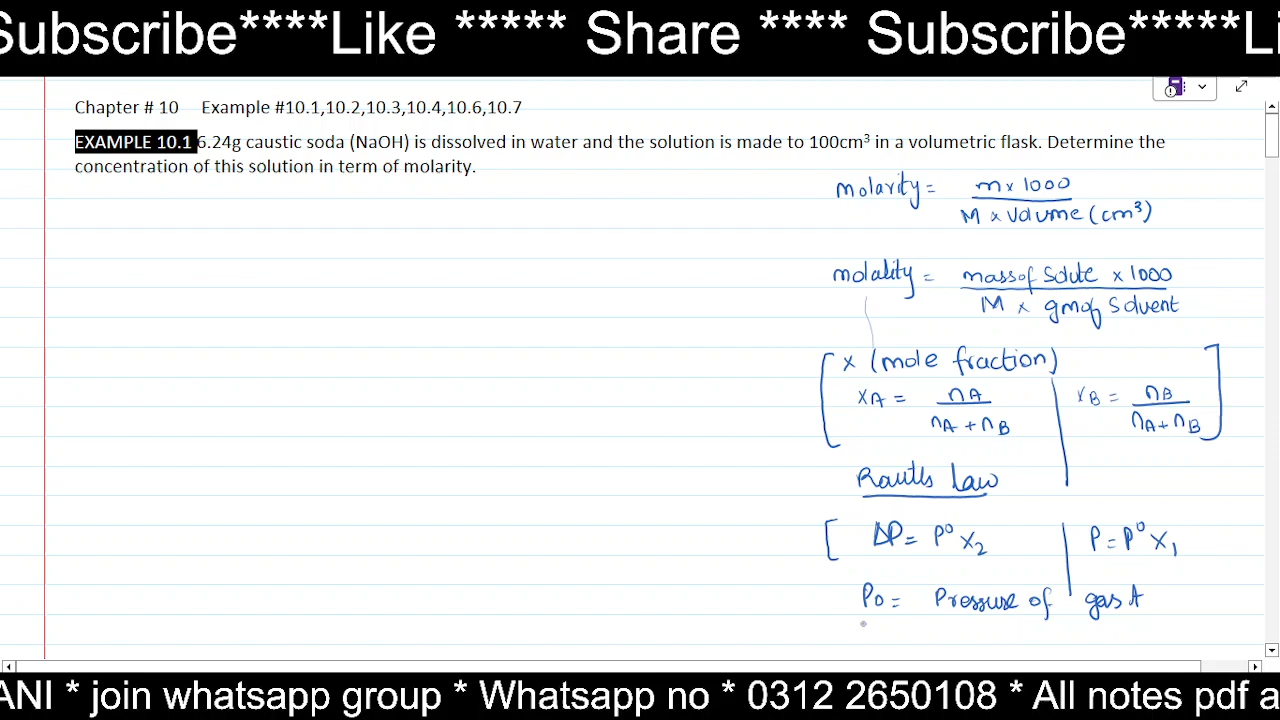 Subscribe****Like ***** Share **** Subscribe*****Li
Chapter # 10 Example #10.1,10.2,10.3,10.4,10.6,10.7
EXAMPLE 10.1 6.24g caustic soda (NaOH) is dissolved in water and the solution is made to 100cm³ in a volumetric flask. Determine the
concentration of this solution in term of molarity.
molarity = m x 1000
M x volume (cm³)
molality = mass of Solute x 1000
M x gm of Solvent
x (mole fraction)
xA = nA / nA + nB
xB = nB / nA + nB
Raults Law
ΔP = P⁰ x₂
P = P⁰ x₁
P₀ = Pressure of gas A
ANI * join whatsapp group * Whatsapp no * 0312 2650108 * All notes pdf a